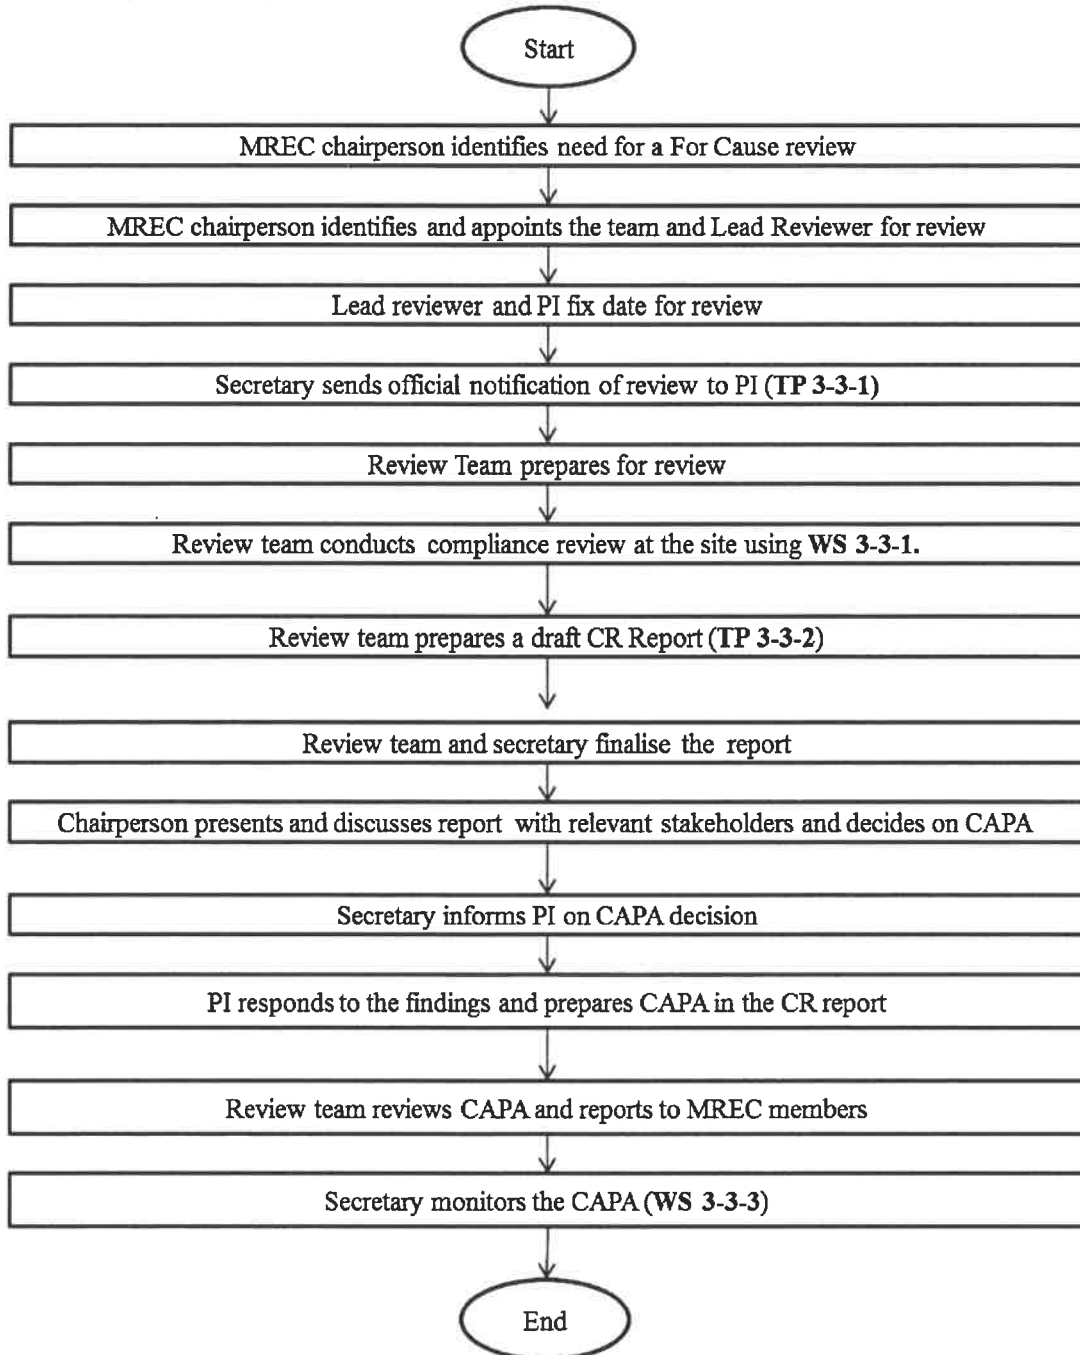 Start
MREC chairperson identifies need for a For Cause review
MREC chairperson identifies and appoints the team and Lead Reviewer for review
Lead reviewer and PI fix date for review
Secretary sends official notification of review to PI (TP 3-3-1)
Review Team prepares for review
Review team conducts compliance review at the site using WS 3-3-1.
Review team prepares a draft CR Report (TP 3-3-2)
Review team and secretary finalise the report
Chairperson presents and discusses report with relevant stakeholders and decides on CAPA
Secretary informs PI on CAPA decision
PI responds to the findings and prepares CAPA in the CR report
Review team reviews CAPA and reports to MREC members
Secretary monitors the CAPA (WS 3-3-3)
End